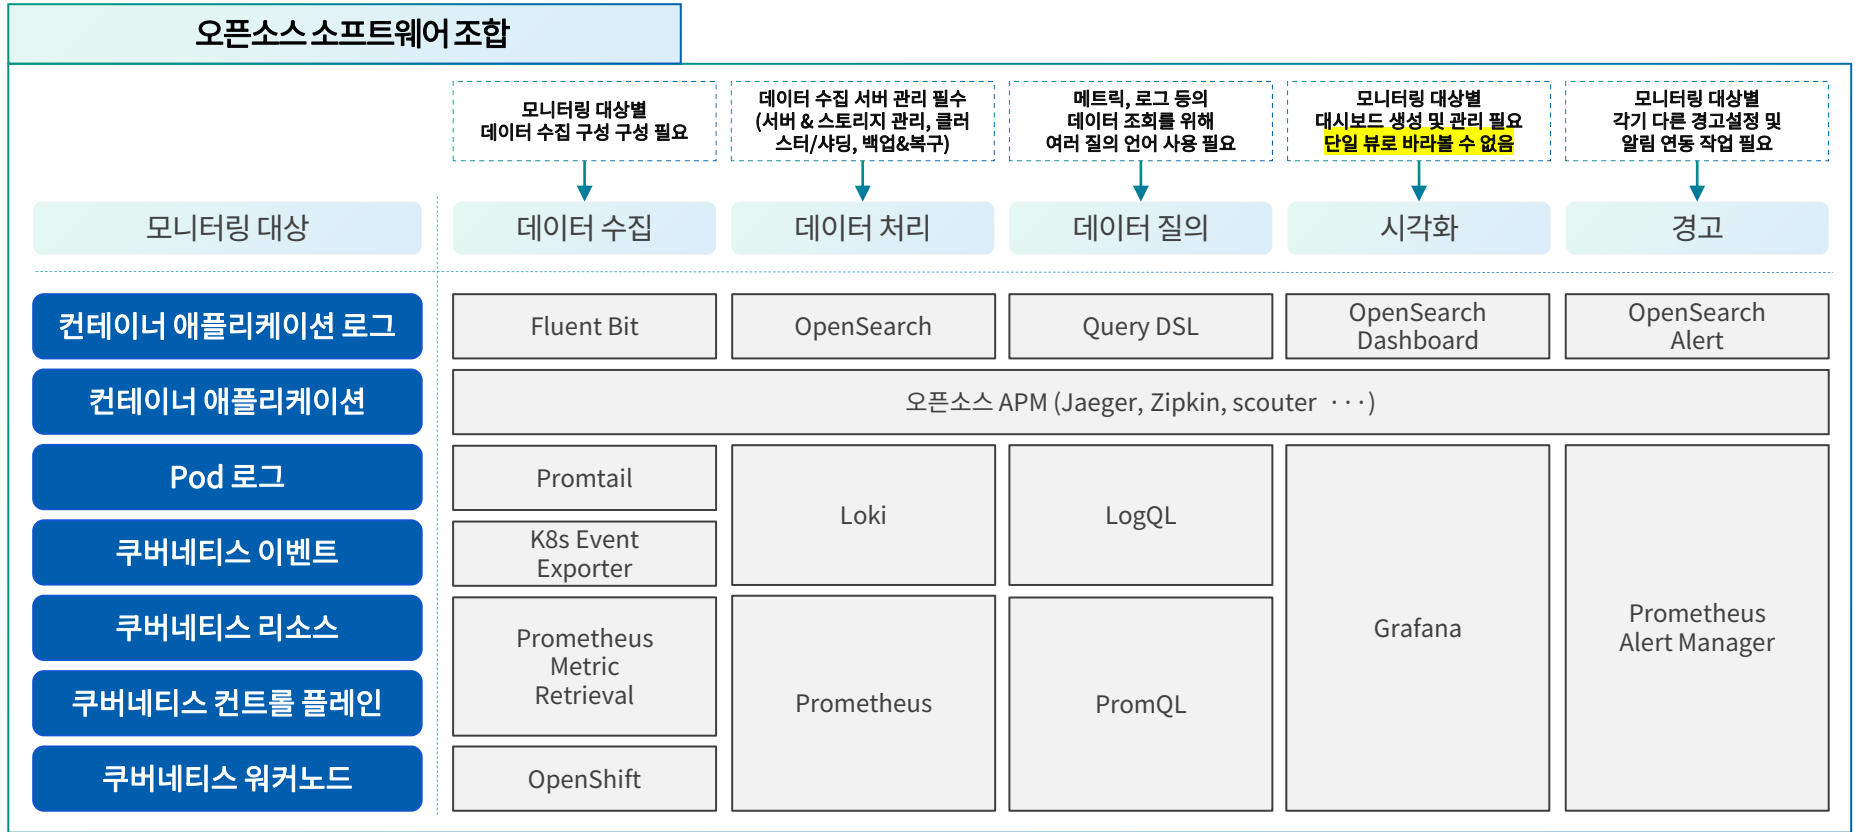 오픈소스 소프트웨어 조합
모니터링 대상별
데이터 수집 구성 구성 필요
데이터 수집 서버 관리 필수
(서버 & 스토리지 관리, 클러
스터/샤딩, 백업&복구)
메트릭, 로그 등의
데이터 조회를 위해
여러 질의 언어 사용 필요
모니터링 대상별
대시보드 생성 및 관리 필요
단일 뷰로 바라볼 수 없음
모니터링 대상별
각기 다른 경고설정 및
알림 연동 작업 필요
모니터링 대상
데이터 수집
데이터 처리
데이터 질의
시각화
경고
컨테이너 애플리케이션 로그
Fluent Bit
OpenSearch
Query DSL
OpenSearch
Dashboard
OpenSearch
Alert
컨테이너 애플리케이션
오픈소스 APM (Jaeger, Zipkin, scouter ···)
Pod 로그
Promtail
Loki
LogQL
쿠버네티스 이벤트
K8s Event
Exporter
쿠버네티스 리소스
Prometheus
Metric
Retrieval
Grafana
Prometheus
Alert Manager
쿠버네티스 컨트롤 플레인
Prometheus
PromQL
쿠버네티스 워커노드
OpenShift